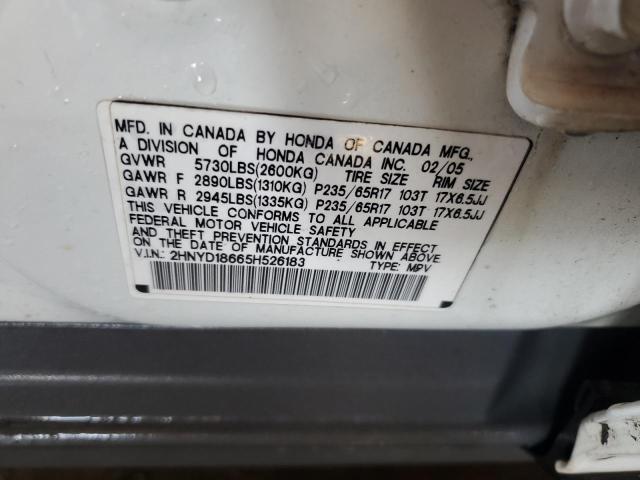 MFD. IN CANADA BY HONDA OF CANADA MFG.,
A DIVISION OF HONDA CANADA INC. 02/05
GVWR 5730LBS(2600KG) TIRE SIZE RIM SIZE
GAWR F 2890LBS(1310KG) P235/65R17 103T 17X6.5JJ
GAWR R 2945LBS(1335KG) P235/65R17 103T 17X6.5JJ
THIS VEHICLE CONFORMS TO ALL APPLICABLE
FEDERAL MOTOR VEHICLE SAFETY
AND THEFT PREVENTION STANDARDS IN EFFECT
ON THE DATE OF MANUFACTURE SHOWN ABOVE.
V.I.N.: 2HNYD18665H526183 TYPE: MPV